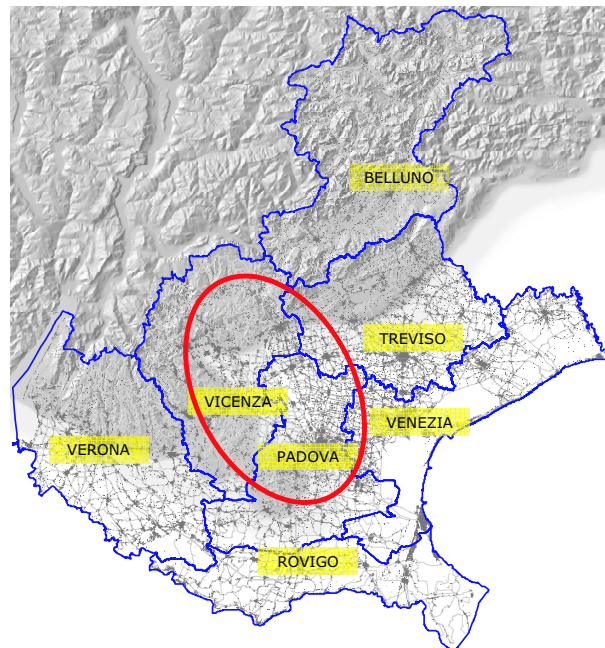 BELLUNO
TREVISO
VICENZA
VENEZIA
VERONA
PADOVA
ROVIGO